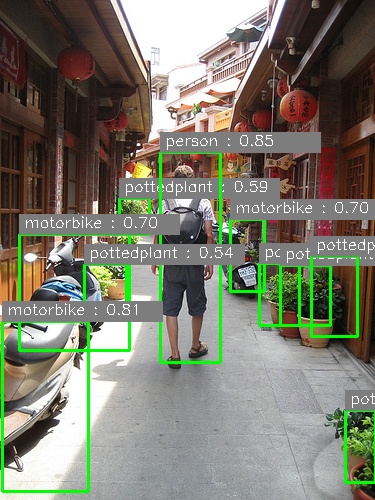 person : 0.85
pottedplant : 0.59
motorbike : 0.70
motorbike : 0.70
pottedplant : 0.54
pottedp
po
pot
motorbike : 0.81
pot